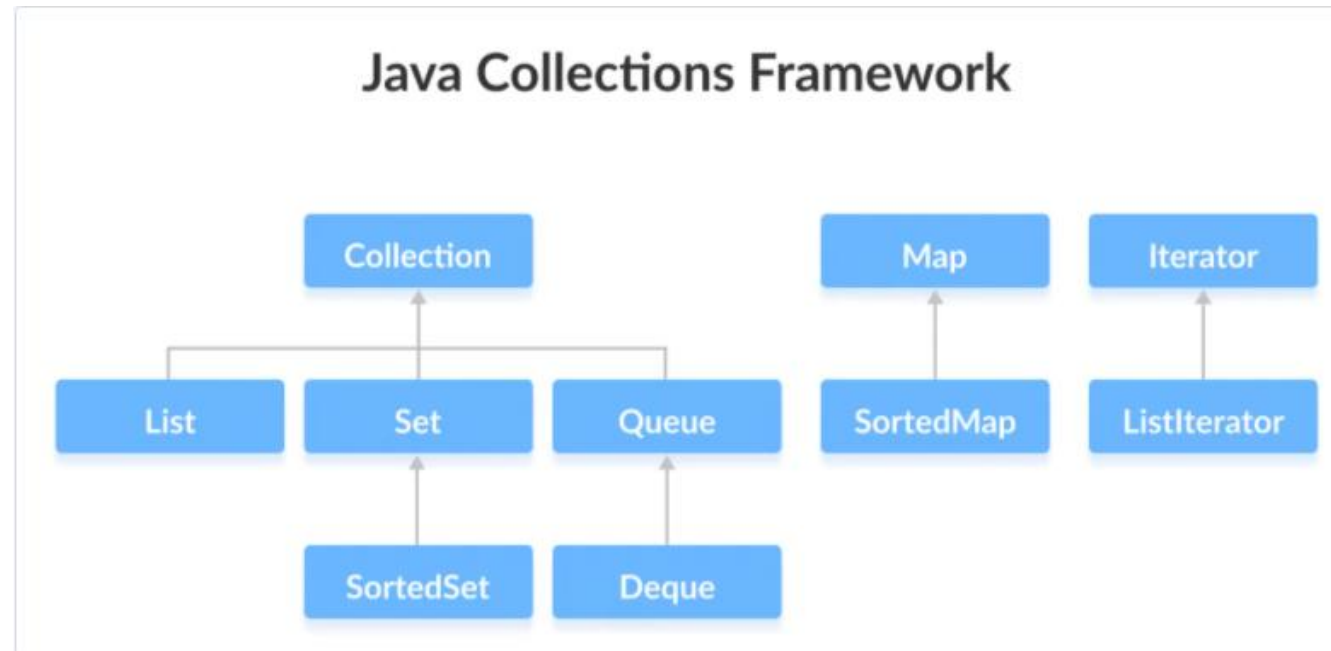 Java Collections Framework
Collection
Map
Iterator
List
Set
Queue
SortedMap
ListIterator
SortedSet
Deque